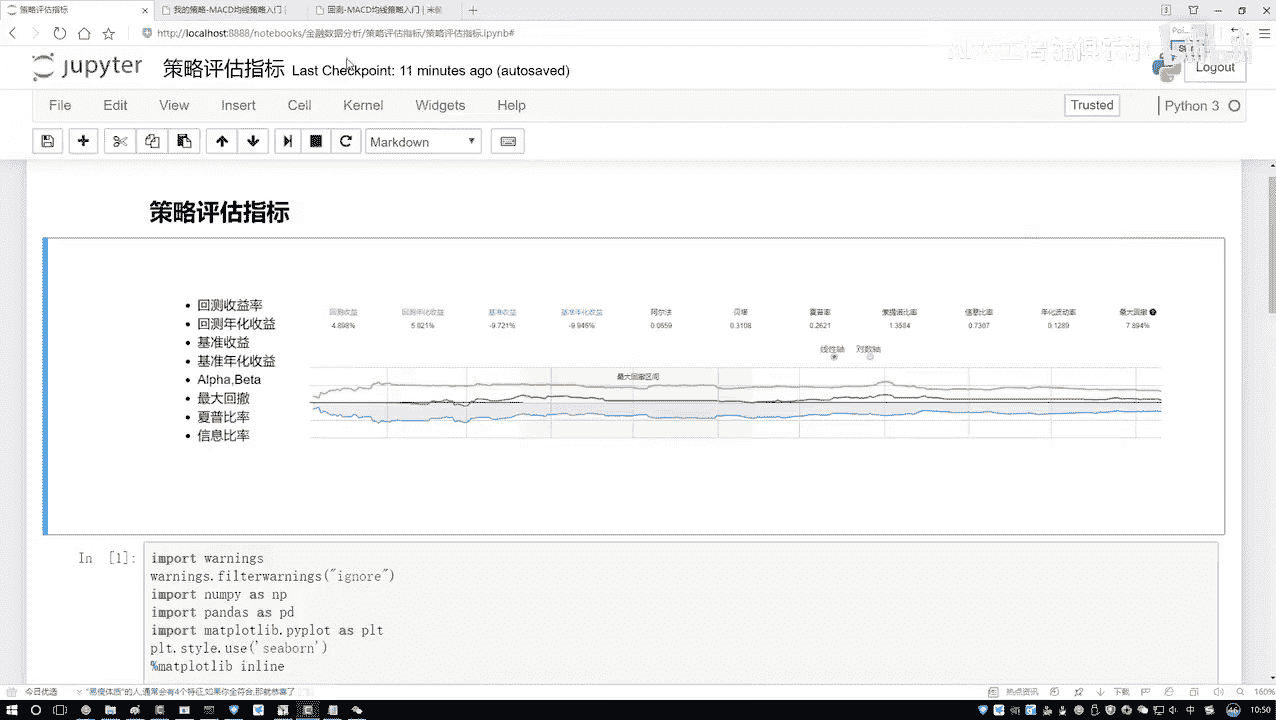 策略评估指标
我的策略-MACD均线策略入门
回测-MACD均线策略入门 | 米筐
http://localhost:8888/notebooks/金融数据分析/策略评估指标/策略评估指标.ipynb#
jupyter 策略评估指标 Last Checkpoint: 11 minutes ago (autosaved)
Logout
File Edit View Insert Cell Kernel Widgets Help
Trusted
Python 3
Markdown
策略评估指标
回测收益率
回测年化收益
基准收益
基准年化收益
Alpha,Beta
最大回撤
夏普比率
信息比率
回测收益 回测年化收益 基准收益 基准年化收益 阿尔法 贝塔 夏普率 索提诺比率 信息比率 年化波动率 最大回撤
4.898% 5.021% -9.721% -9.946% 0.0559 0.3108 0.2621 1.3584 0.7307 0.1289 7.894%
线性轴 对数轴
最大回撤区间
In [1]:
import warnings
warnings.filterwarnings("ignore")
import numpy as np
import pandas as pd
import matplotlib.pyplot as plt
plt.style.use('seaborn')
%matplotlib inline
今日优选
"易瘦体质"的人,通常会有4个特征,如果你全符合,那就恭喜了
热点资讯
下载
160%
中
10:50